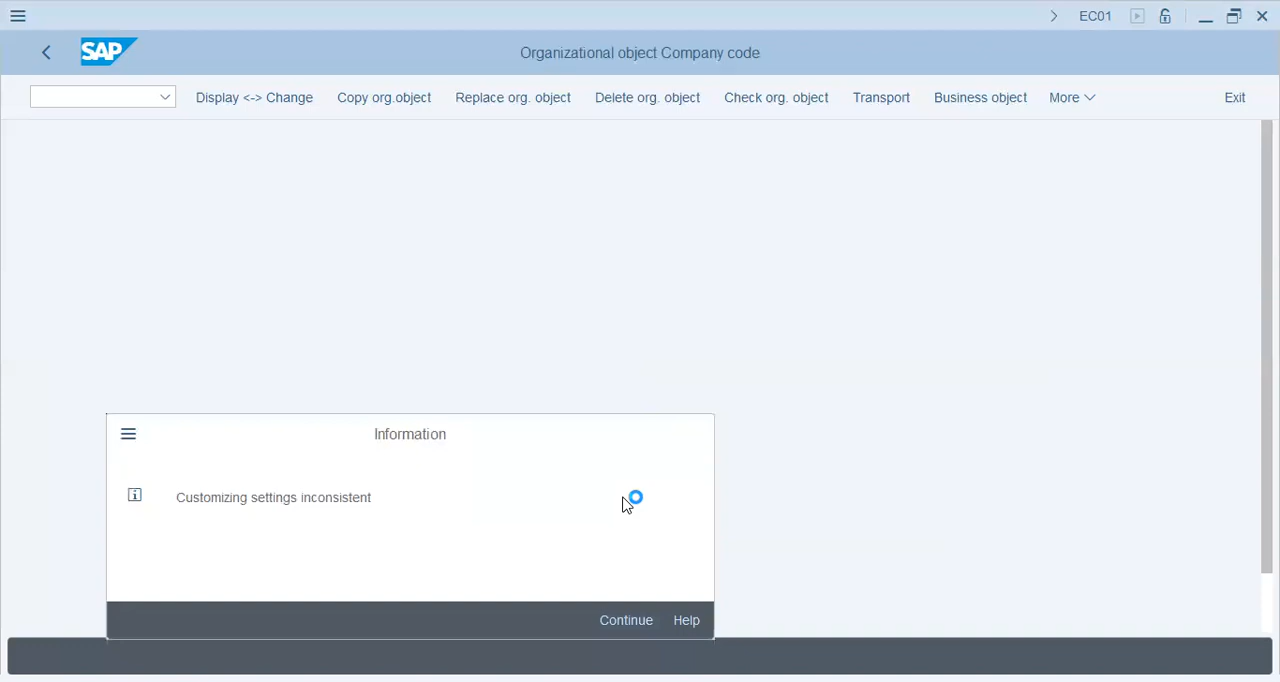 EC01
SAP
Organizational object Company code
Display <-> Change Copy org.object Replace org. object Delete org. object Check org. object Transport Business object More Exit
Information
Customizing settings inconsistent
Continue Help